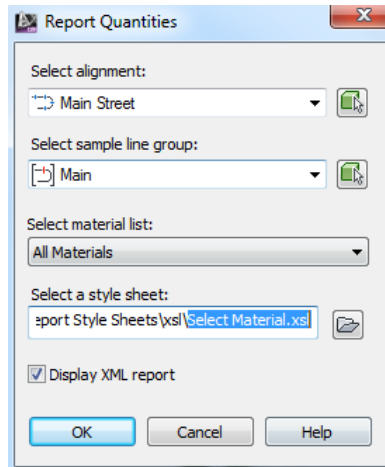 Report Quantities
Select alignment:
Main Street
Select sample line group:
Main
Select material list:
All Materials
Select a style sheet:
eport Style Sheets\xsl\Select Material.xsl
Display XML report
OK Cancel Help